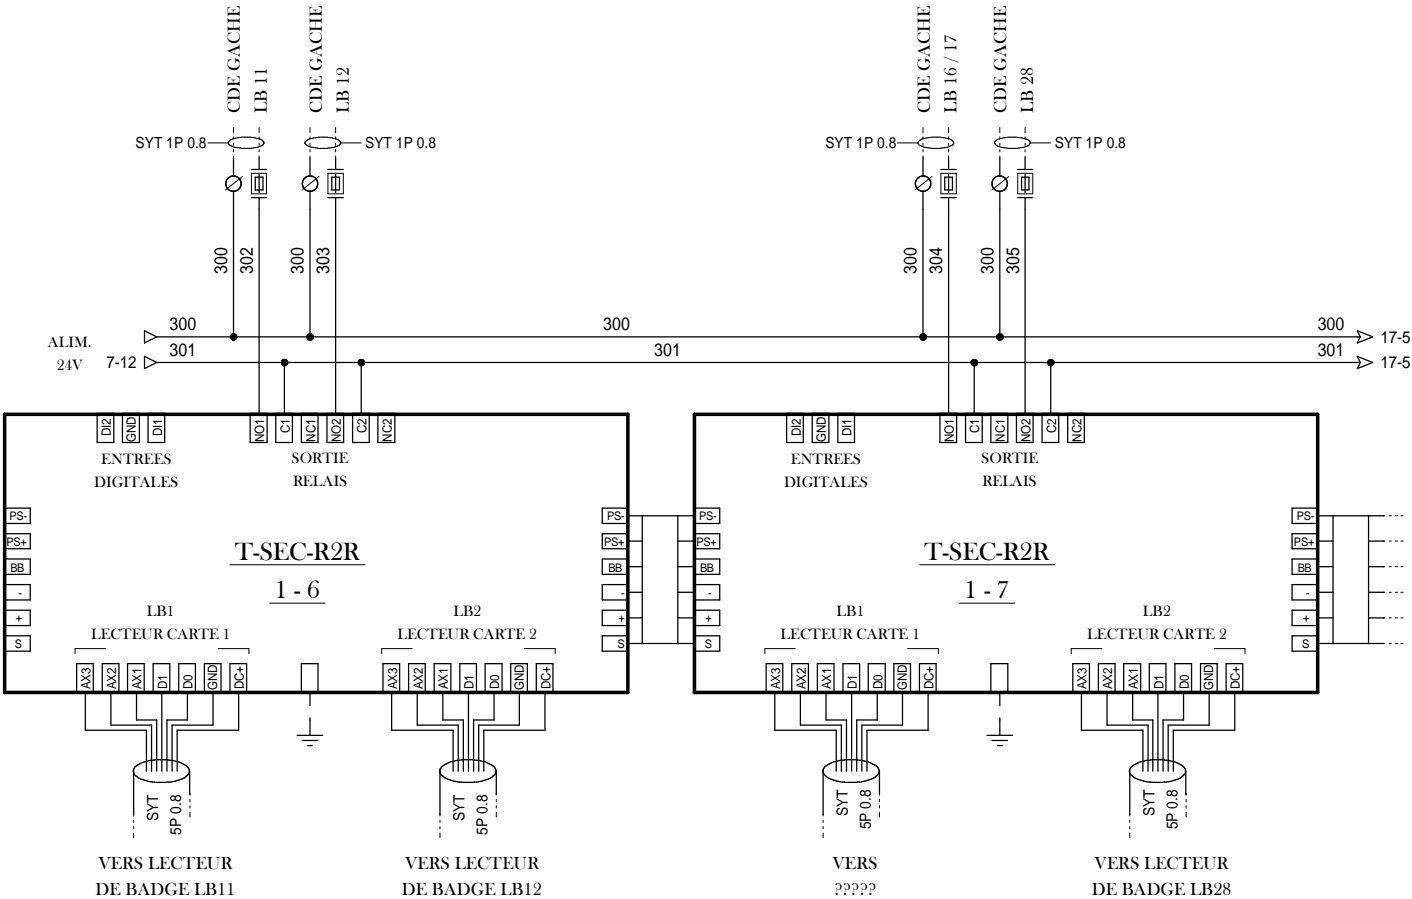 CDE GACHE
LB 11
CDE GACHE
LB 12
CDE GACHE
LB 16 / 17
CDE GACHE
LB 28
SYT 1P 0.8
SYT 1P 0.8
SYT 1P 0.8
SYT 1P 0.8
300
302
300
303
300
304
300
305
ALIM.
24V
300
300
300
17-5
7-12
301
301
301
17-5
DI2
GND
DI1
NO1
C1
NC1
NO2
C2
NC2
ENTREES
DIGITALES
SORTIE
RELAIS
PS-
PS+
BB
-
+
S
T-SEC-R2R
1 - 6
PS-
PS+
BB
-
+
S
LB1
LECTEUR CARTE 1
LB2
LECTEUR CARTE 2
AX3
AX2
AX1
D1
D0
GND
DC+
AX3
AX2
AX1
D1
D0
GND
DC+
SYT
5P 0.8
SYT
5P 0.8
VERS LECTEUR
DE BADGE LB11
VERS LECTEUR
DE BADGE LB12
DI2
GND
DI1
NO1
C1
NC1
NO2
C2
NC2
ENTREES
DIGITALES
SORTIE
RELAIS
PS-
PS+
BB
-
+
S
T-SEC-R2R
1 - 7
PS-
PS+
BB
-
+
S
LB1
LECTEUR CARTE 1
LB2
LECTEUR CARTE 2
AX3
AX2
AX1
D1
D0
GND
DC+
AX3
AX2
AX1
D1
D0
GND
DC+
SYT
5P 0.8
SYT
5P 0.8
VERS
?????
VERS LECTEUR
DE BADGE LB28